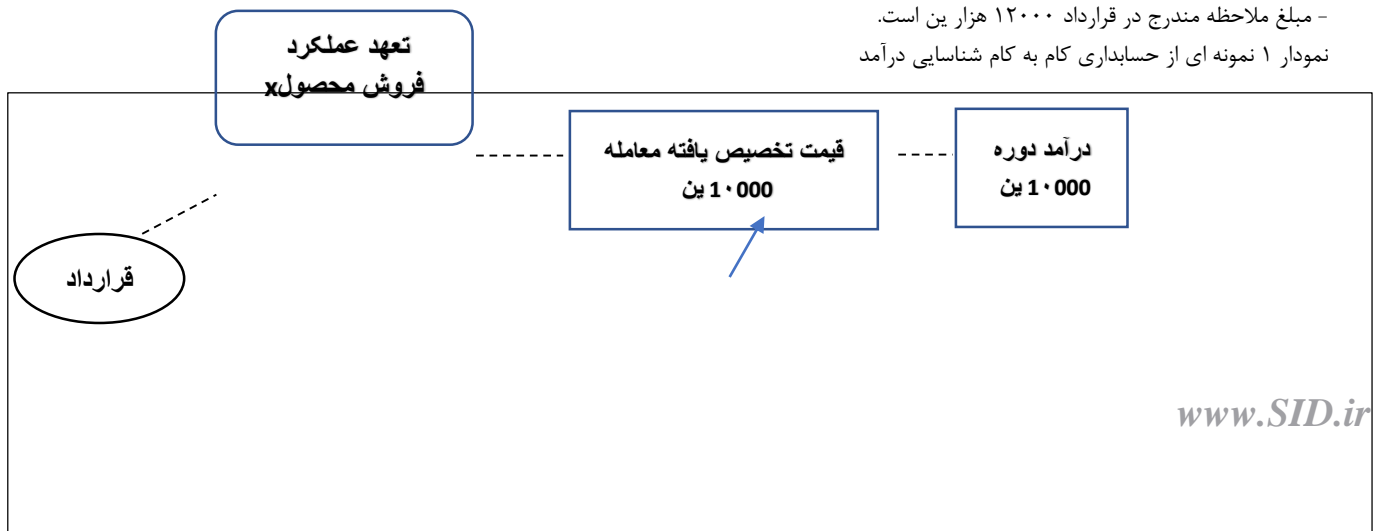 - مبلغ ملاحظه مندرج در قرارداد ۱۲۰۰۰ هزار ین است.
نمودار ۱ نمونه ای از حسابداری کام به کام شناسایی درآمد
تعهد عملکرد
فروش محصولx
قیمت تخصیص یافته معامله
1۰000 ین
درآمد دوره
1۰000 ین
قرارداد
www.SID.ir